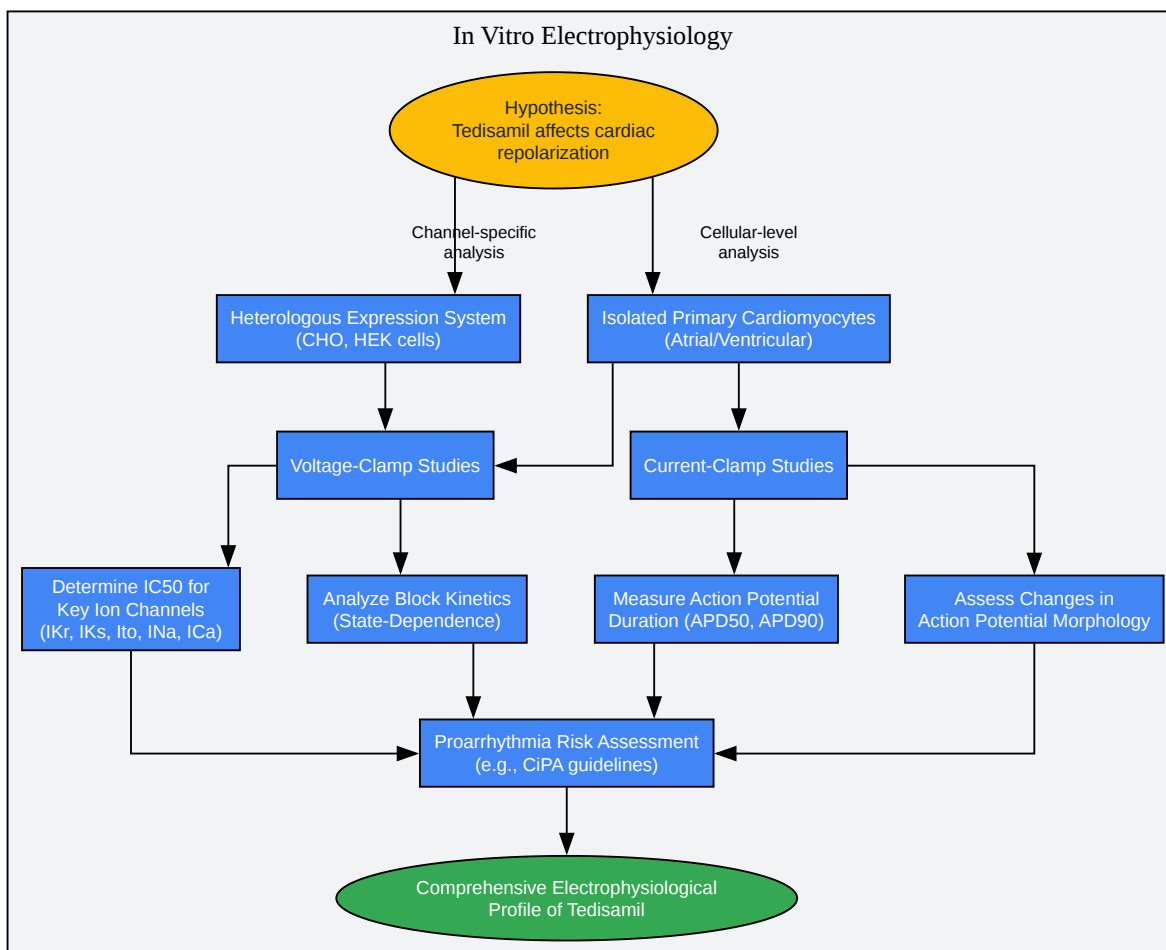 In Vitro Electrophysiology
Hypothesis:
Tedisamil affects cardiac
repolarization
Channel-specific
analysis
Cellular-level
analysis
Heterologous Expression System
(CHO, HEK cells)
Isolated Primary Cardiomyocytes
(Atrial/Ventricular)
Voltage-Clamp Studies
Current-Clamp Studies
Determine IC50 for
Key Ion Channels
(IKr, IKs, Ito, INa, ICa)
Analyze Block Kinetics
(State-Dependence)
Measure Action Potential
Duration (APD50, APD90)
Assess Changes in
Action Potential Morphology
Proarrhythmia Risk Assessment
(e.g., CiPA guidelines)
Comprehensive Electrophysiological
Profile of Tedisamil